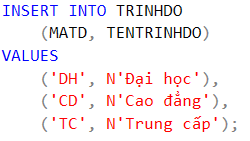 INSERT INTO TRINHDO
(MATD, TENTRINHDO)
VALUES
('DH', N'Đại học'),
('CD', N'Cao đẳng'),
('TC', N'Trung cấp');